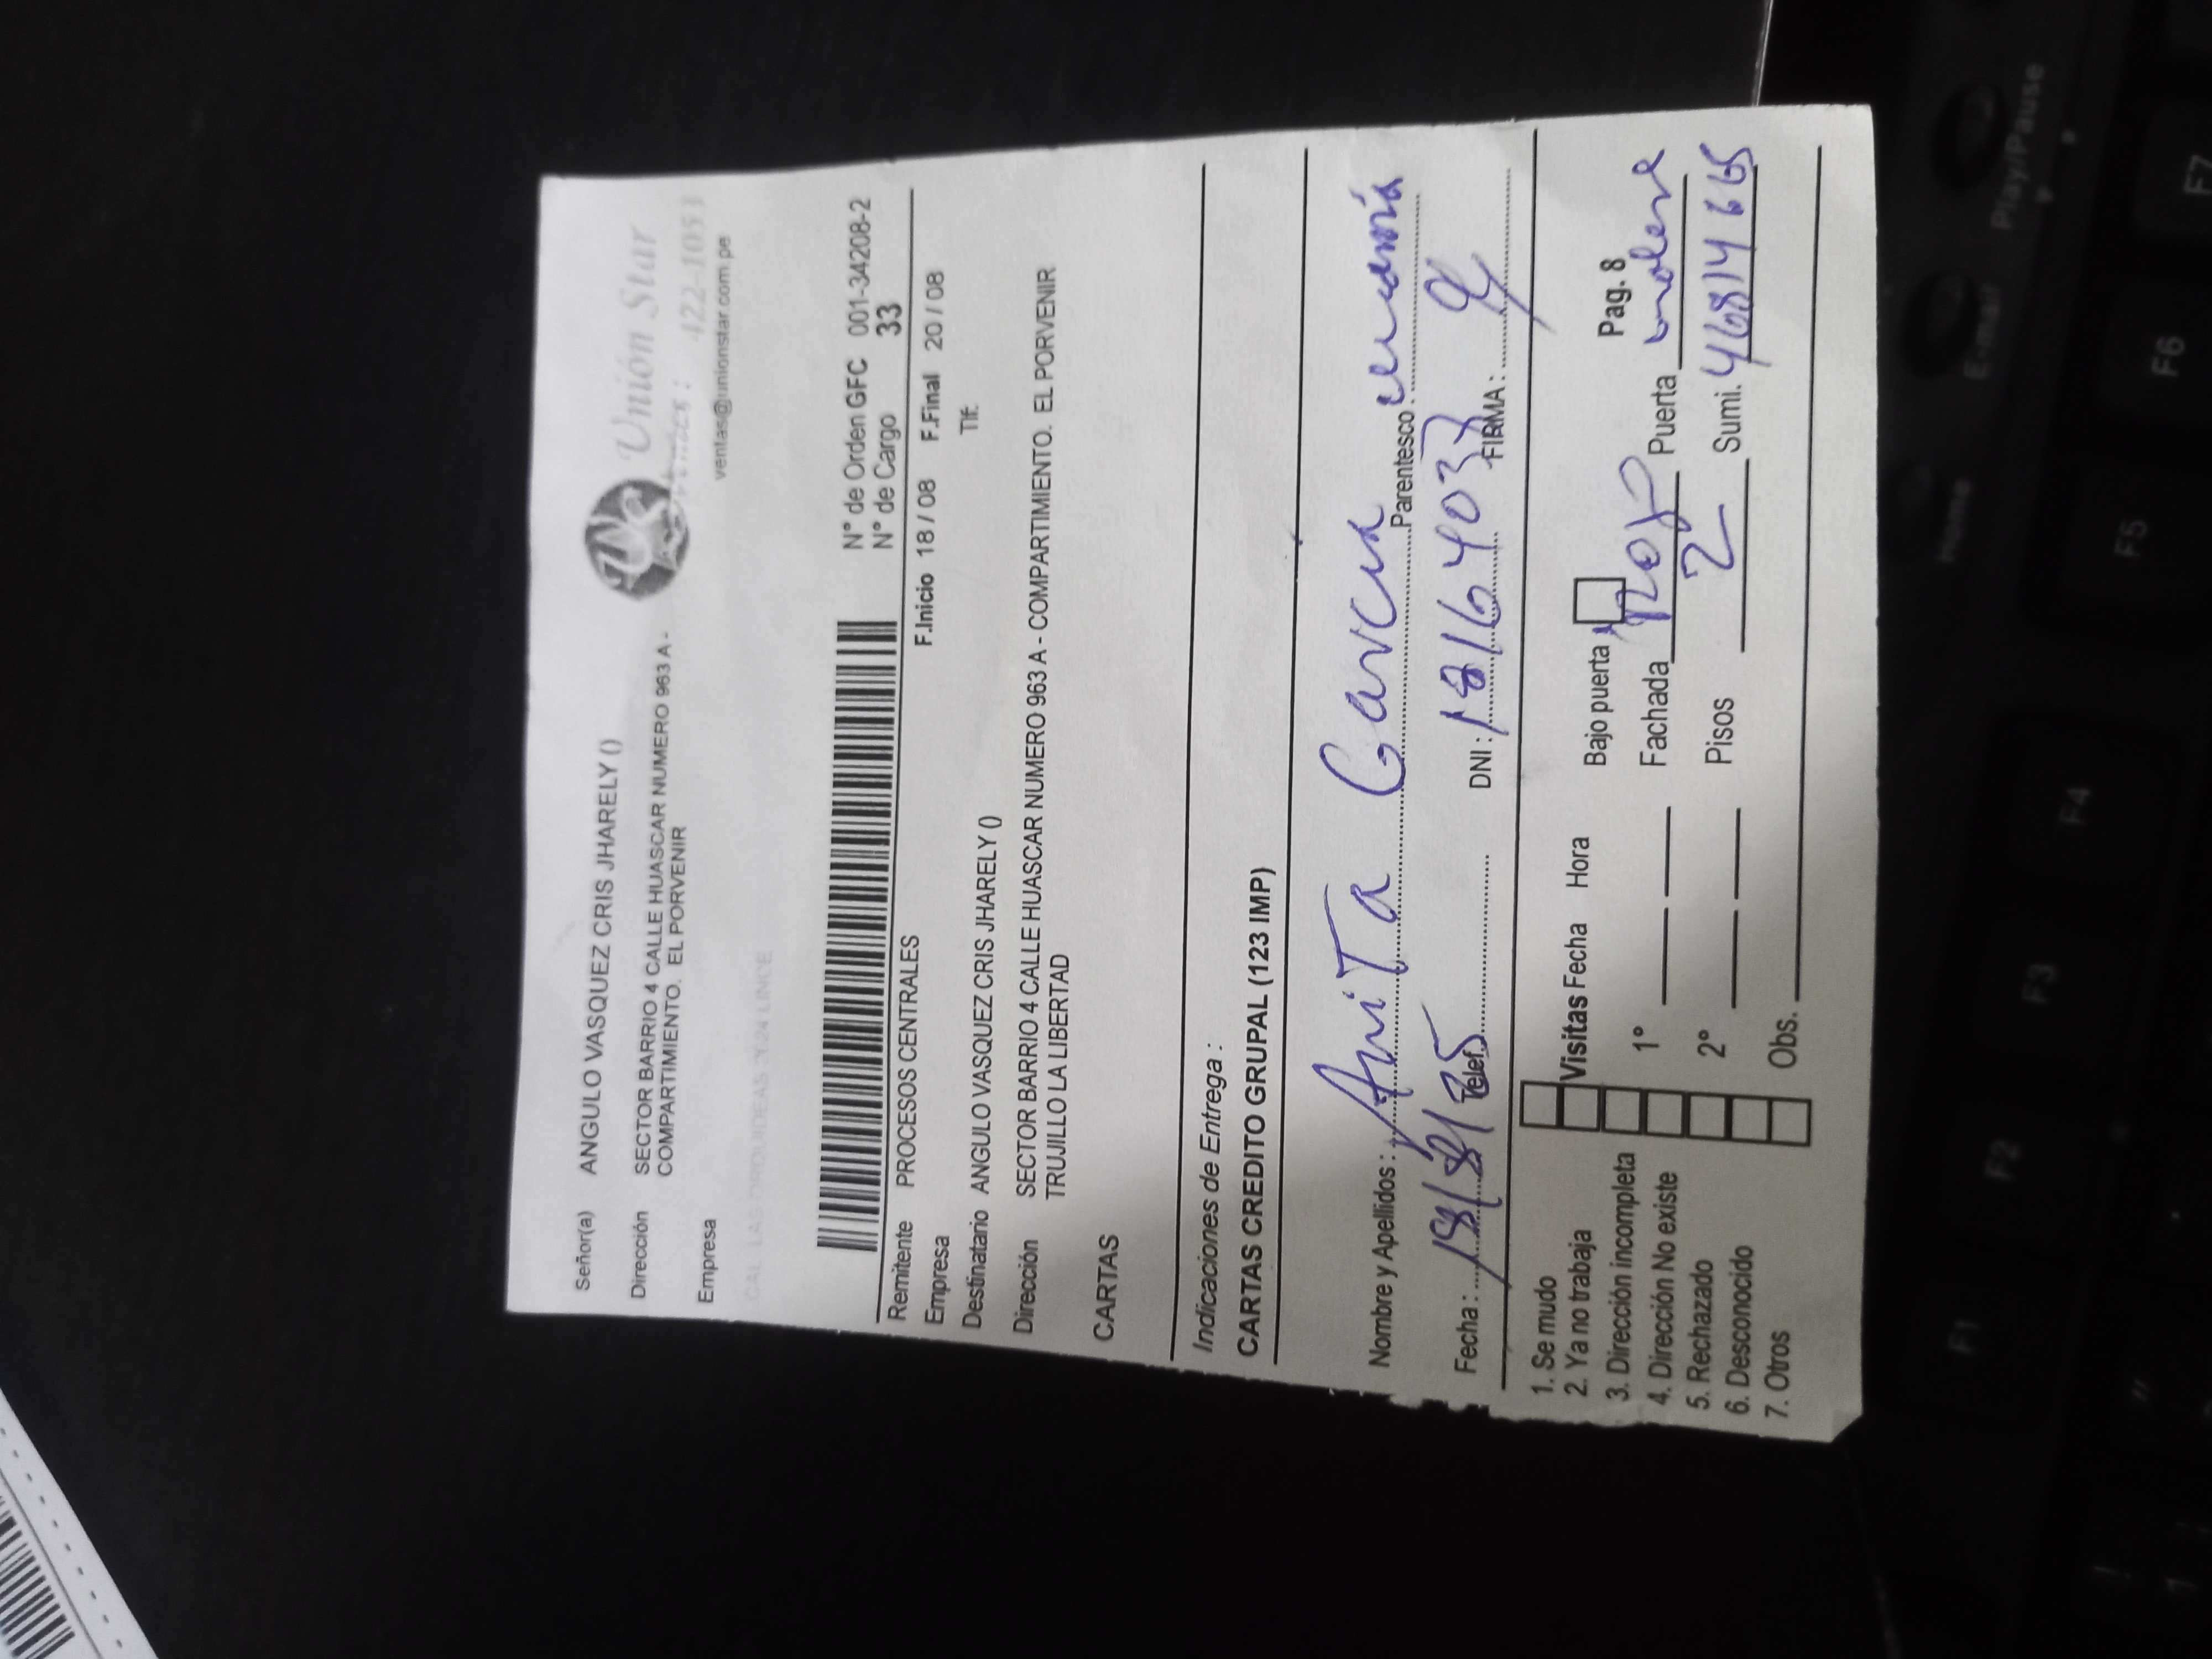 Unión Star
422-1053
ventas@unionstar.com.pe
Señor(a) ANGULO VASQUEZ CRIS JHARELY ()
Dirección SECTOR BARRIO 4 CALLE HUASCAR NUMERO 963 A -
COMPARTIMIENTO. EL PORVENIR
Empresa
N° de Orden GFC 001-34208-2
N° de Cargo 33
Remitente PROCESOS CENTRALES F.Inicio 18 / 08 F.Final 20 / 08
Empresa Tlf:
Destinatario ANGULO VASQUEZ CRIS JHARELY ()
Dirección SECTOR BARRIO 4 CALLE HUASCAR NUMERO 963 A - COMPARTIMIENTO. EL PORVENIR
TRUJILLO LA LIBERTAD
CARTAS
Indicaciones de Entrega :
CARTAS CREDITO GRUPAL (123 IMP)
Nombre y Apellidos : Anita Garcia Parentesco :
Fecha : Telef. DNI : 18164037 FIRMA :
1. Se mudo
2. Ya no trabaja
3. Dirección incompleta
4. Dirección No existe
5. Rechazado
6. Desconocido
7. Otros
Visitas Fecha Hora Bajo puerta Pag. 8
1° Fachada Puerta
2° Pisos 2 Sumi. 46814665
Obs.